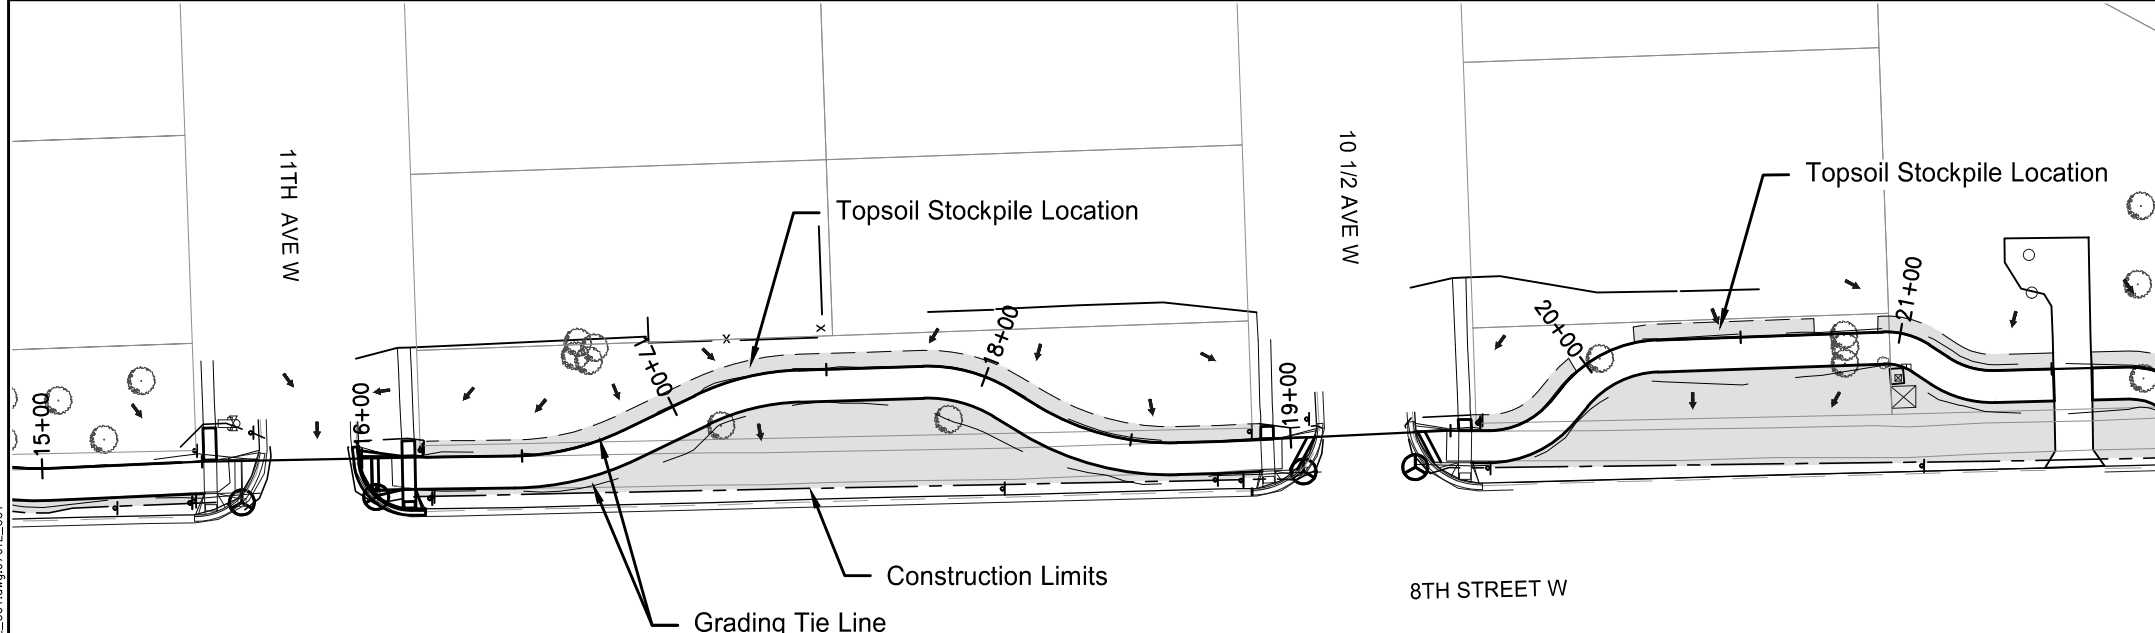 11TH AVE W
10 1/2 AVE W
Topsoil Stockpile Location
Topsoil Stockpile Location
15+00
16+00
17+00
18+00
19+00
20+00
21+00
x
x
Construction Limits
8TH STREET W
Grading Tie Line